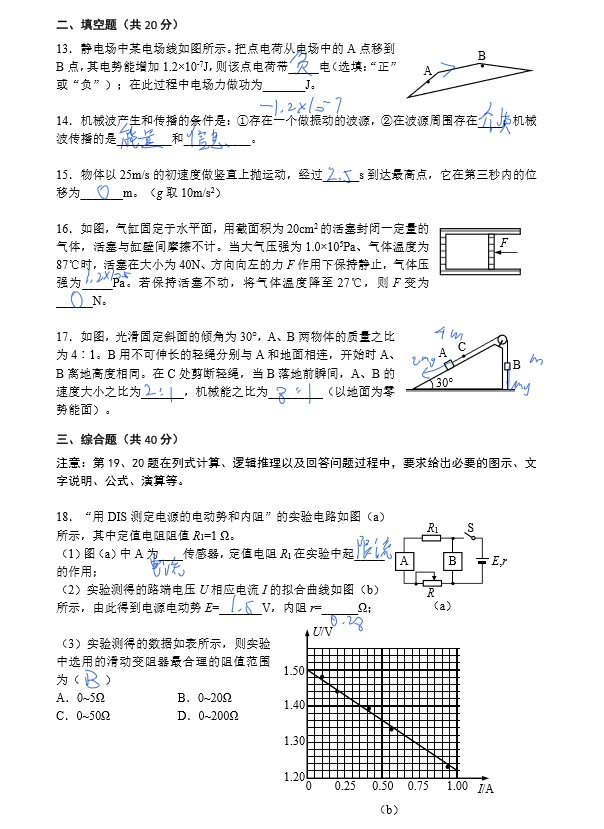 二、填空题（共 20 分）
13．静电场中某电场线如图所示。把点电荷从电场中的 A 点移到
B 点，其电势能增加 1.2×10⁻⁷J，则该点电荷带 负 电（选填：“正”
或“负”）；在此过程中电场力做功为______J。
-1.2×10-7
A
B
14．机械波产生和传播的条件是：①存在一个做振动的波源，②在波源周围存在 介质 机械
波传播的是 能量 和 信息 。
15．物体以 25m/s 的初速度做竖直上抛运动，经过 2.5 s 到达最高点，它在第三秒内的位
移为 0 m。（g 取 10m/s²）
16．如图，气缸固定于水平面，用截面积为 20cm² 的活塞封闭一定量的
气体，活塞与缸壁间摩擦不计。当大气压强为 1.0×10⁵Pa、气体温度为
87℃时，活塞在大小为 40N、方向向左的力 F 作用下保持静止，气体压
强为 1.2×10⁵ Pa。若保持活塞不动，将气体温度降至 27℃，则 F 变为
0 N。
F
17．如图，光滑固定斜面的倾角为 30°，A、B 两物体的质量之比
为 4∶1。B 用不可伸长的轻绳分别与 A 和地面相连，开始时 A、
B 离地高度相同。在 C 处剪断轻绳，当 B 落地前瞬间，A、B 的
速度大小之比为 2:1 ，机械能之比为 8:1 （以地面为零
势能面）。
4m
2mg
A
C
B
m
mg
30°
三、综合题（共 40 分）
注意：第 19、20 题在列式计算、逻辑推理以及回答问题过程中，要求给出必要的图示、文
字说明、公式、演算等。
18．“用 DIS 测定电源的电动势和内阻”的实验电路如图（a）
所示，其中定值电阻阻值 R₁=1 Ω。
（1）图（a）中 A 为 电流 传感器，定值电阻 R₁ 在实验中起 限流
的作用；
（2）实验测得的路端电压 U 相应电流 I 的拟合曲线如图（b）
所示，由此得到电源电动势 E= 1.5 V，内阻 r= 0.28 Ω；
R₁
S
A
B
E,r
R
（a）
（3）实验测得的数据如表所示，则实验
中选用的滑动变阻器最合理的阻值范围
为（ B ）
A．0~5Ω B．0~20Ω
C．0~50Ω D．0~200Ω
U/V
1.50
1.40
1.30
1.20
0 0.25 0.50 0.75 1.00 I/A
（b）